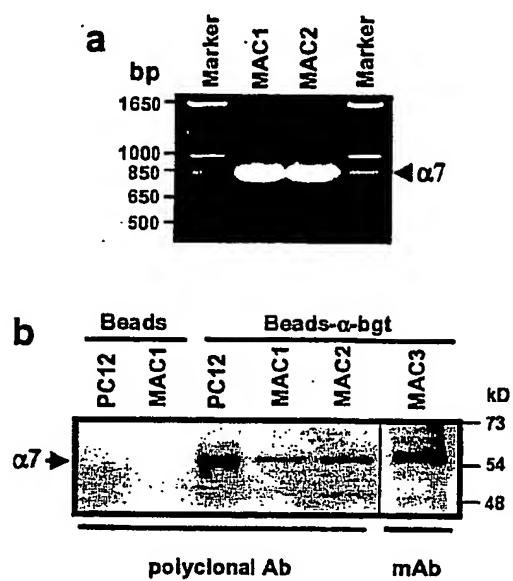 a
bp
Marker
MAC1
MAC2
Marker
1650
1000
850
650
500
α7
b
Beads
Beads-α-bgt
PC12
MAC1
PC12
MAC1
MAC2
MAC3
kD
α7
73
54
48
polyclonal Ab
mAb